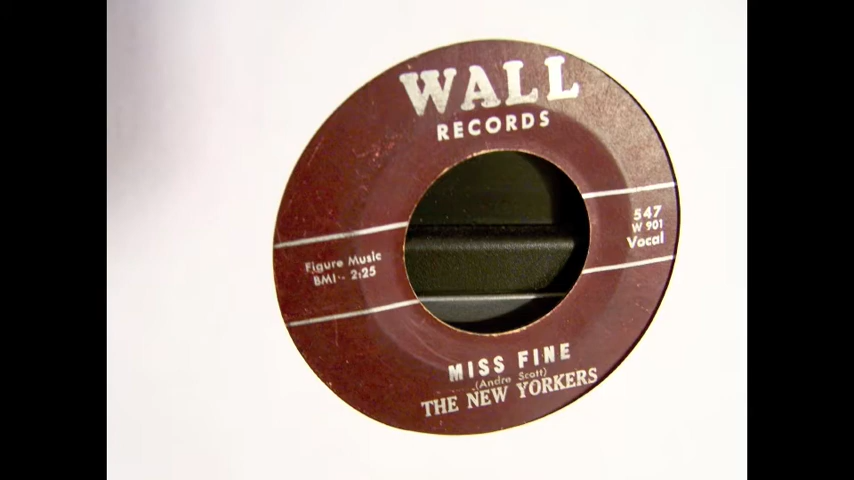 WALL
RECORDS
547
W 901
Vocal
Figure Music
BMI - 2:25
MISS FINE
(Andre Scott)
THE NEW YORKERS